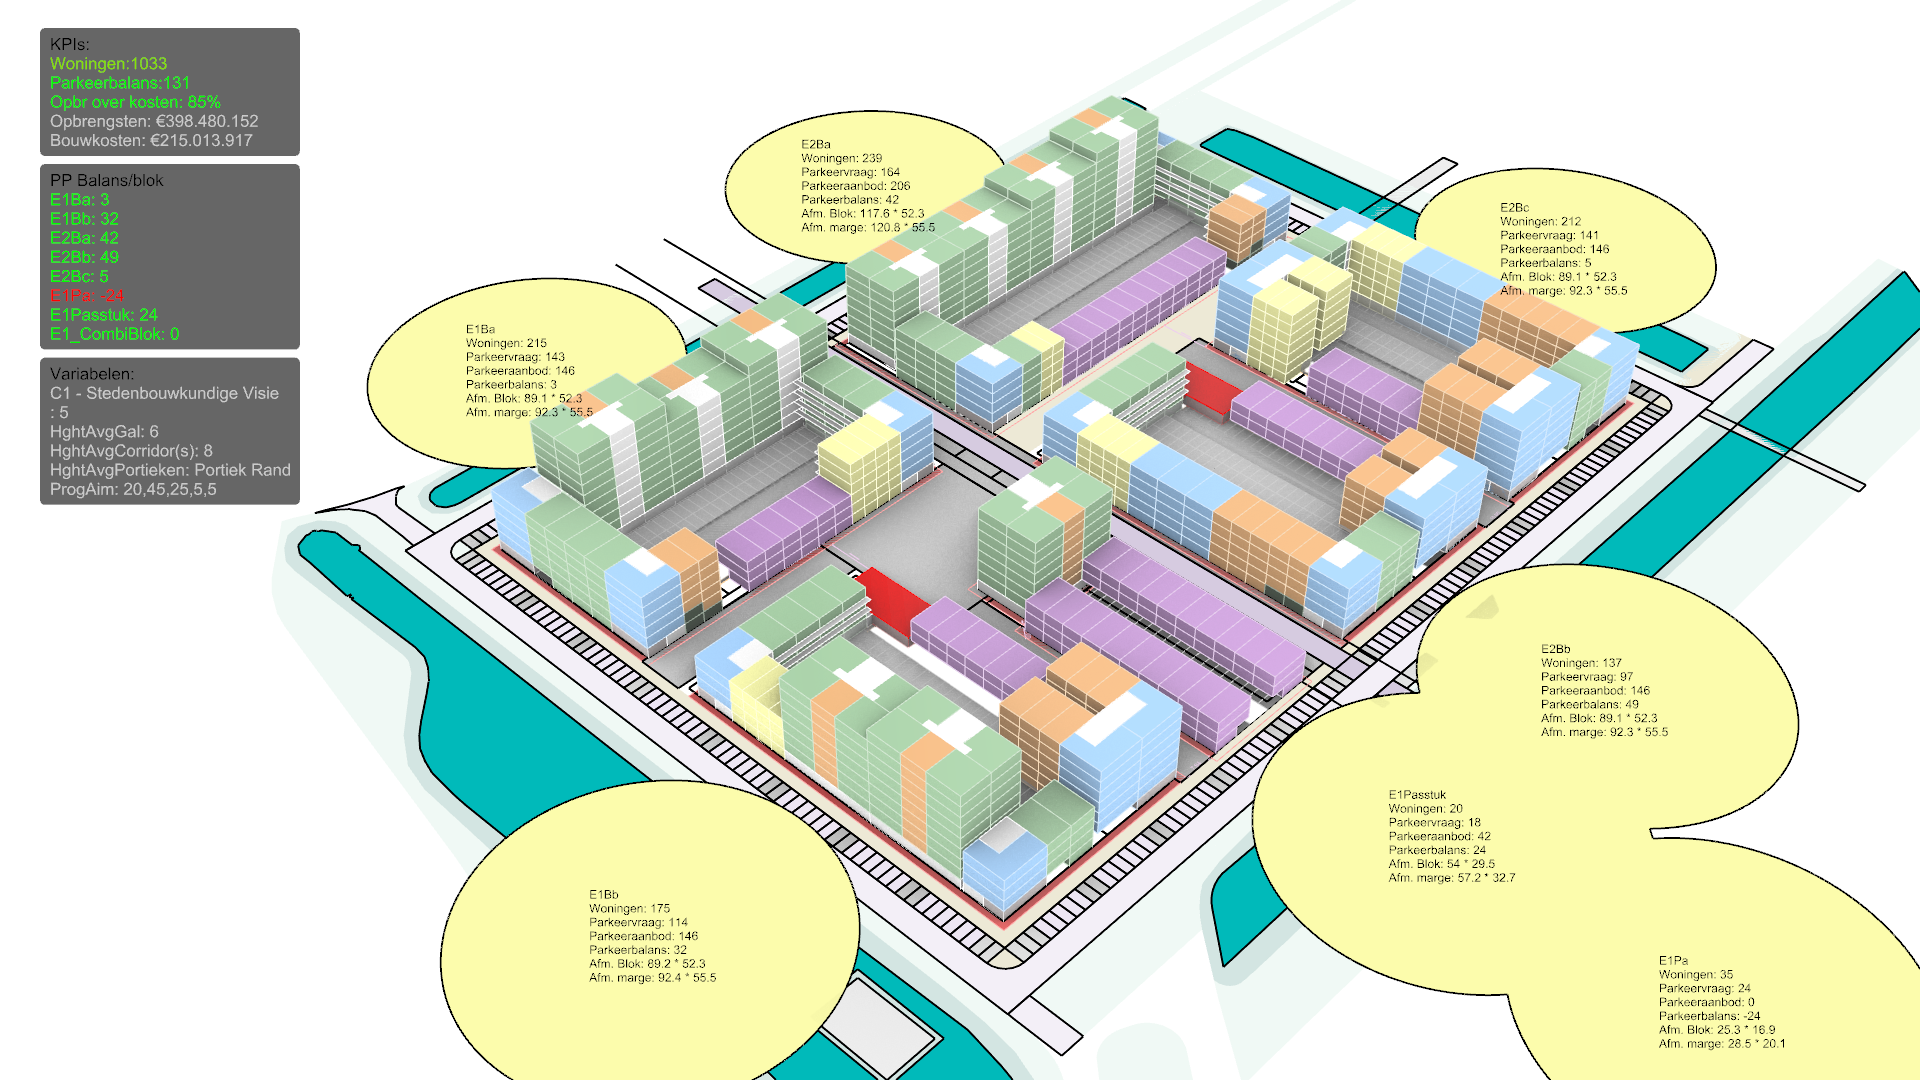 KPIs:
Woningen:1033
Parkeerbalans:131
Opbr over kosten: 85%
Opbrengsten: €398.480.152
Bouwkosten: €215.013.917
PP Balans/blok
E1Ba: 3
E1Bb: 32
E2Ba: 42
E2Bb: 49
E2Bc: 5
E1Pa: -24
E1Passtuk: 24
E1_CombiBlok: 0
Variabelen:
C1 - Stedenbouwkundige Visie
: 5
HghtAvgGal: 6
HghtAvgCorridor(s): 8
HghtAvgPortieken: Portiek Rand
ProgAim: 20,45,25,5,5
E2Ba
Woningen: 239
Parkeervraag: 164
Parkeeraanbod: 206
Parkeerbalans: 42
Afm. Blok: 117.6 * 52.3
Afm. marge: 120.8 * 55.5
E2Bc
Woningen: 212
Parkeervraag: 141
Parkeeraanbod: 146
Parkeerbalans: 5
Afm. Blok: 89.1 * 52.3
Afm. marge: 92.3 * 55.5
E1Ba
Woningen: 215
Parkeervraag: 143
Parkeeraanbod: 146
Parkeerbalans: 3
Afm. Blok: 89.1 * 52.3
Afm. marge: 92.3 * 55.5
E2Bb
Woningen: 137
Parkeervraag: 97
Parkeeraanbod: 146
Parkeerbalans: 49
Afm. Blok: 89.1 * 52.3
Afm. marge: 92.3 * 55.5
E1Passtuk
Woningen: 20
Parkeervraag: 18
Parkeeraanbod: 42
Parkeerbalans: 24
Afm. Blok: 54 * 29.5
Afm. marge: 57.2 * 32.7
E1Bb
Woningen: 175
Parkeervraag: 114
Parkeeraanbod: 146
Parkeerbalans: 32
Afm. Blok: 89.2 * 52.3
Afm. marge: 92.4 * 55.5
E1Pa
Woningen: 35
Parkeervraag: 24
Parkeeraanbod: 0
Parkeerbalans: -24
Afm. Blok: 25.3 * 16.9
Afm. marge: 28.5 * 20.1